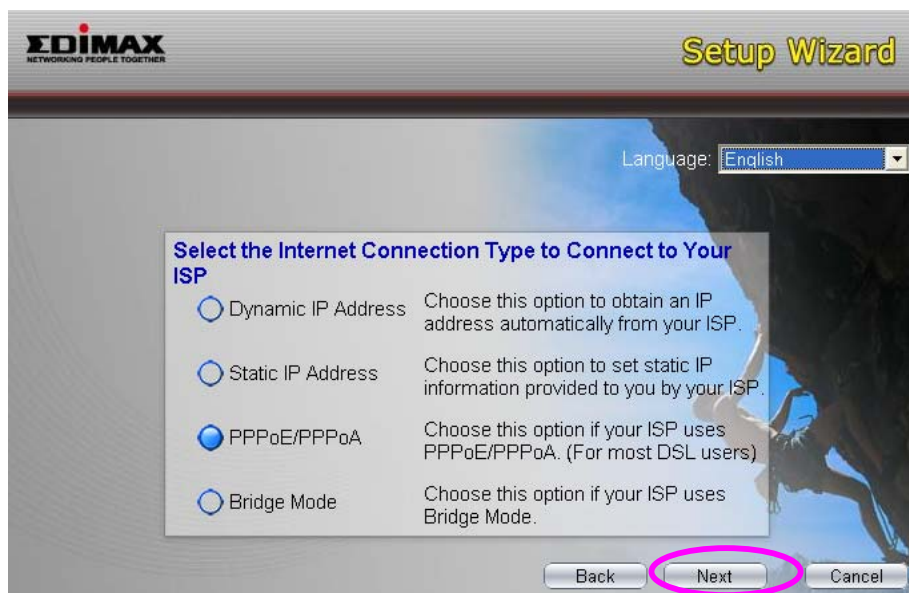 EDIMAX
NETWORKING PEOPLE TOGETHER
Setup Wizard
Language: English
Select the Internet Connection Type to Connect to Your
ISP
Dynamic IP Address
Choose this option to obtain an IP
address automatically from your ISP.
Static IP Address
Choose this option to set static IP
information provided to you by your ISP.
PPPoE/PPPoA
Choose this option if your ISP uses
PPPoE/PPPoA. (For most DSL users)
Bridge Mode
Choose this option if your ISP uses
Bridge Mode.
Back Next Cancel